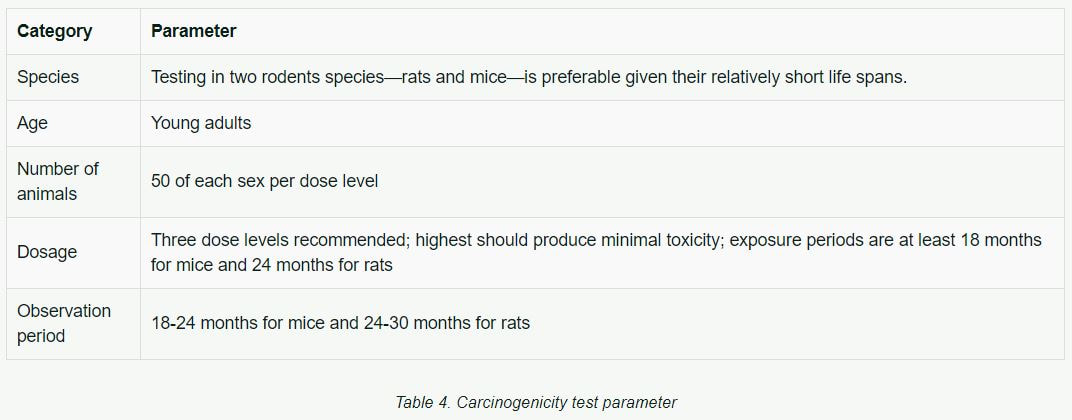 Category Parameter
Species Testing in two rodents species—rats and mice—is preferable given their relatively short life spans.
Age Young adults
Number of
animals
50 of each sex per dose level
Dosage
Three dose levels recommended; highest should produce minimal toxicity; exposure periods are at least 18 months
for mice and 24 months for rats
Observation
period
18-24 months for mice and 24-30 months for rats
Table 4. Carcinogenicity test parameter